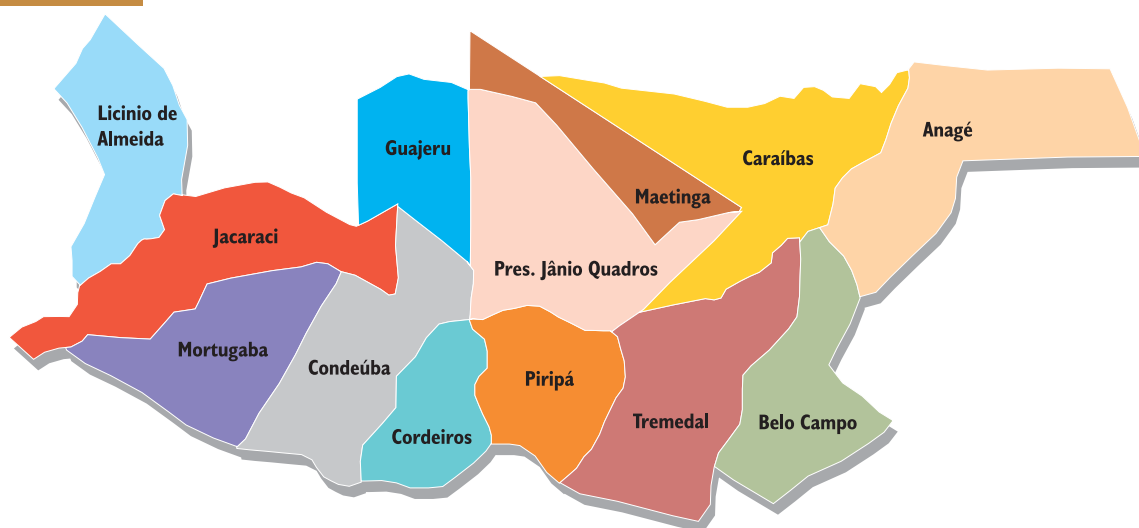 Licinio de
Almeida
Guajeru
Anagé
Caraíbas
Maetinga
Jacaraci
Pres. Jânio Quadros
Mortugaba
Condeúba
Piripá
Tremedal
Belo Campo
Cordeiros